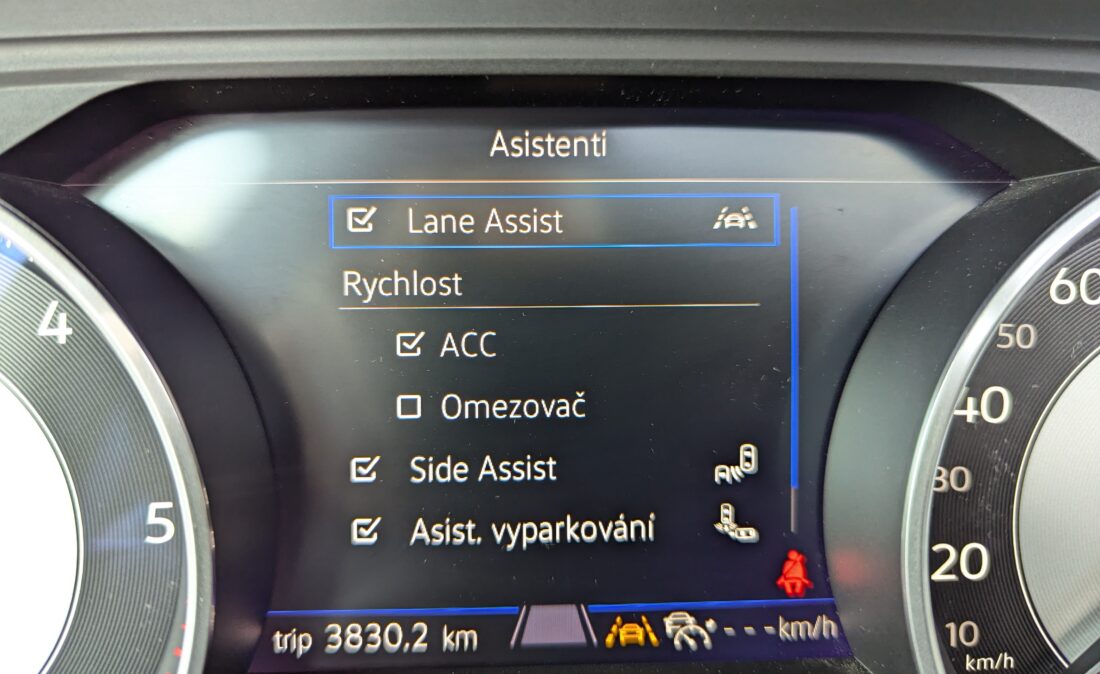 Asistenti
Lane Assist
Rychlost
ACC
Omezovač
Side Assist
Asist. vyparkování
trip 3830,2 km
---km/h
4
5
60
50
40
30
20
10
km/h